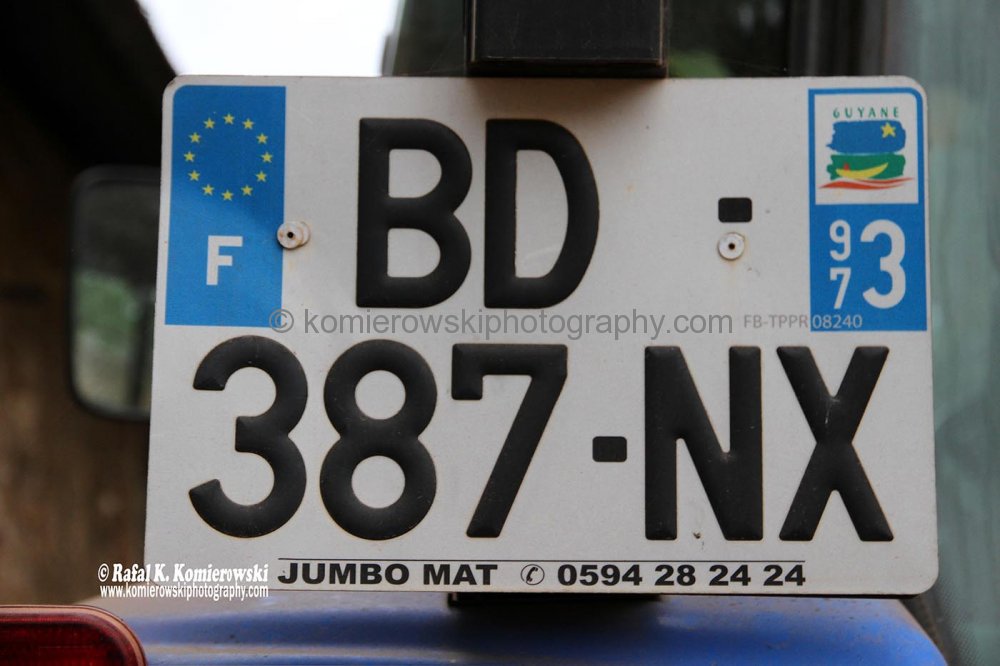 GUYANE
BD -
F
97 3
© komierowskiphotography.com
FB-TPPR 08240
387-NX
© Rafal K. Komierowski
www.komierowskiphotography.com
JUMBO MAT ✆ 0594 28 24 24